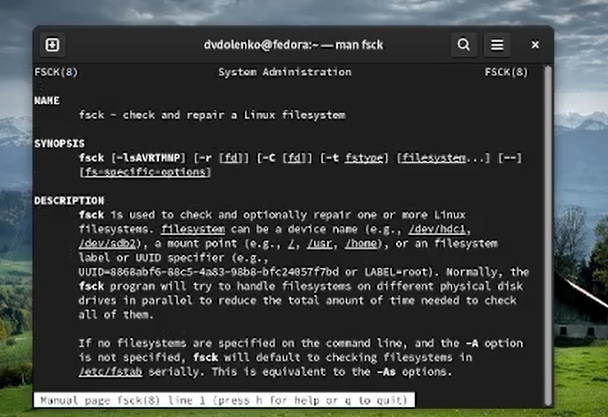 dvdolenko@fedora:~ — man fsck
FSCK(8) System Administration FSCK(8)
NAME
fsck - check and repair a Linux filesystem
SYNOPSIS
fsck [-lsAVRTMNP] [-r [fd]] [-C [fd]] [-t fstype] [filesystem...] [--]
[fs-specific-options]
DESCRIPTION
fsck is used to check and optionally repair one or more Linux
filesystems. filesystem can be a device name (e.g., /dev/hdc1,
/dev/sdb2), a mount point (e.g., /, /usr, /home), or an filesystem
label or UUID specifier (e.g.,
UUID=8868abf6-88c5-4a83-98b8-bfc24057f7bd or LABEL=root). Normally, the
fsck program will try to handle filesystems on different physical disk
drives in parallel to reduce the total amount of time needed to check
all of them.
If no filesystems are specified on the command line, and the -A option
is not specified, fsck will default to checking filesystems in
/etc/fstab serially. This is equivalent to the -As options.
Manual page fsck(8) line 1 (press h for help or q to quit)